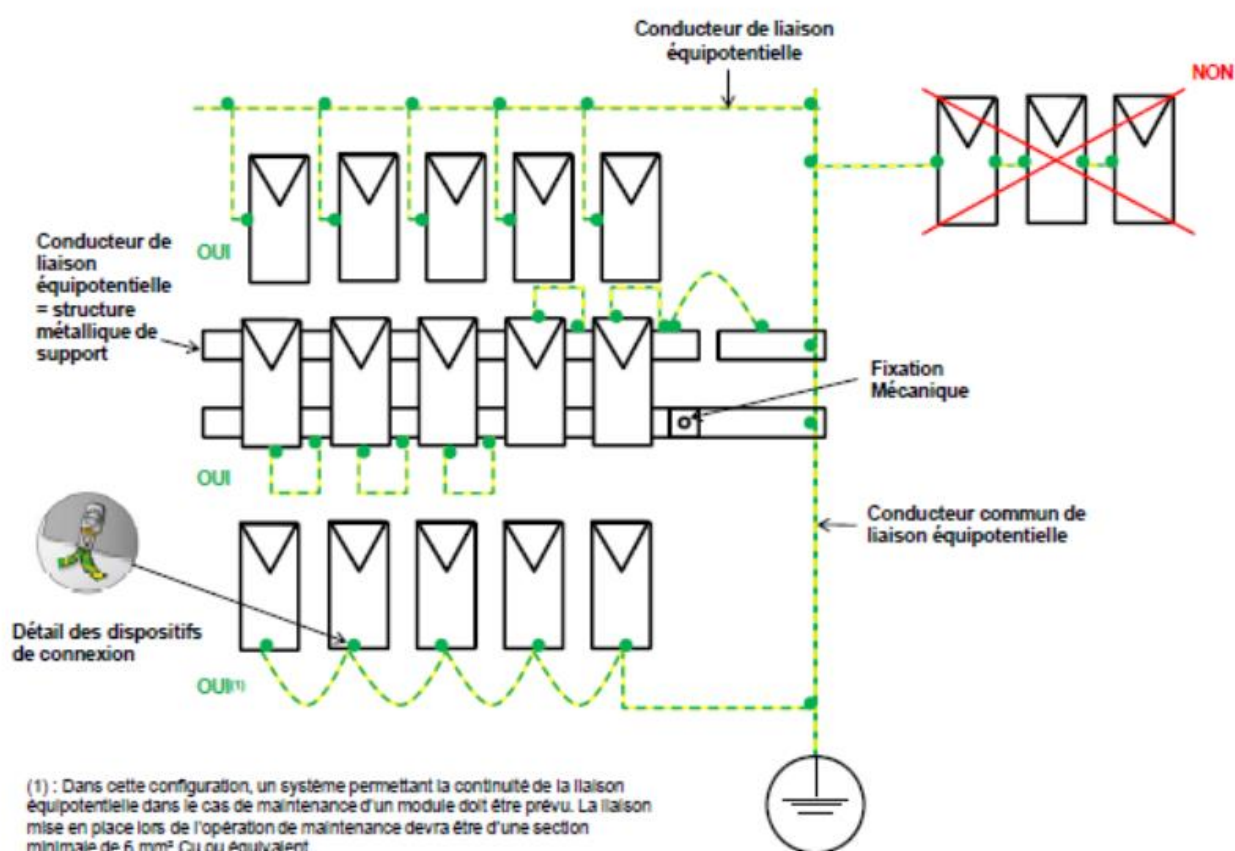 Conducteur de liaison
équipotentielle
NON
OUI
Conducteur de
liaison
équipotentielle
= structure
métallique de
support
Fixation
Mécanique
OUI
Conducteur commun de
liaison équipotentielle
Détail des dispositifs
de connexion
OUI(1)
(1) : Dans cette configuration, un système permettant la continuité de la liaison
équipotentielle dans le cas de maintenance d'un module doit être prévu. La liaison
mise en place lors de l'opération de maintenance devra être d'une section
minimale de 6 mm² Cu ou équivalent